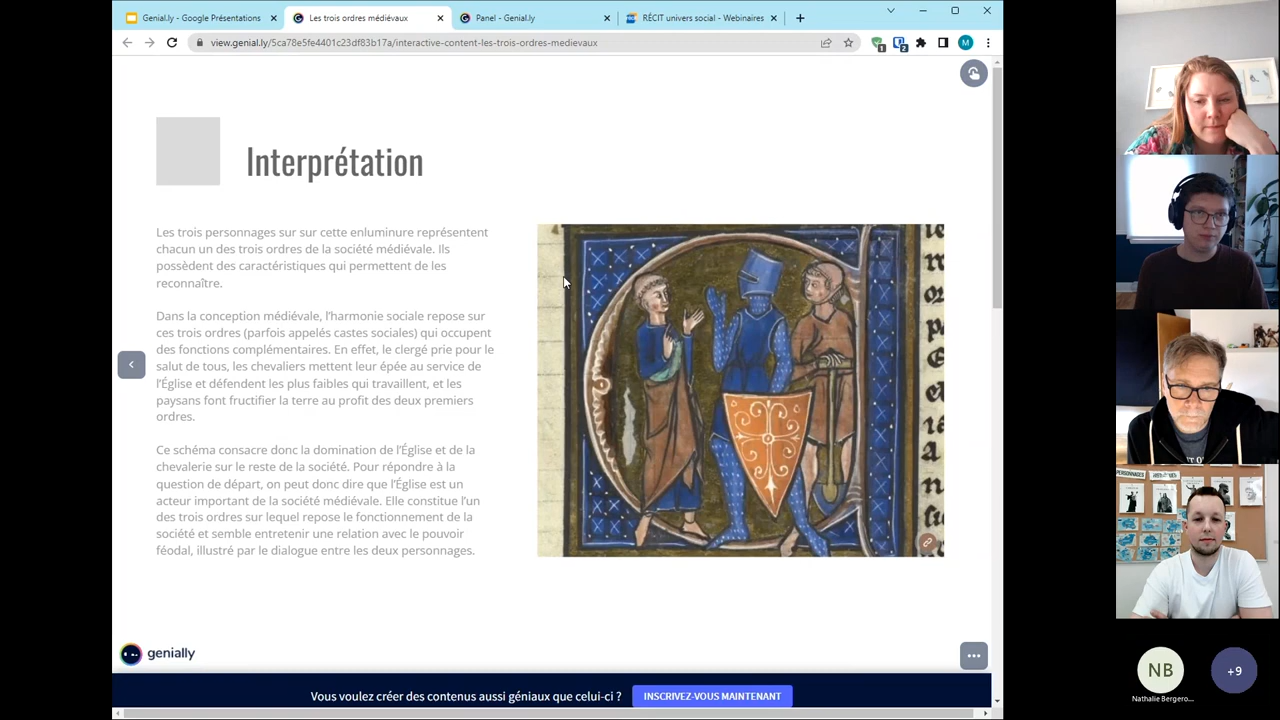 Genial.ly - Google Présentations
Les trois ordres médiévaux
Panel - Genial.ly
RÉCIT univers social - Webinaires
view.genial.ly/5ca78e5fe4401c23df83b17a/interactive-content-les-trois-ordres-medievaux
1
2
M
Interprétation
Les trois personnages sur sur cette enluminure représentent
chacun un des trois ordres de la société médiévale. Ils
possèdent des caractéristiques qui permettent de les
reconnaître.
Dans la conception médiévale, l'harmonie sociale repose sur
ces trois ordres (parfois appelés castes sociales) qui occupent
des fonctions complémentaires. En effet, le clergé prie pour le
salut de tous, les chevaliers mettent leur épée au service de
l'Église et défendent les plus faibles qui travaillent, et les
paysans font fructifier la terre au profit des deux premiers
ordres.
Ce schéma consacre donc la domination de l'Église et de la
chevalerie sur le reste de la société. Pour répondre à la
question de départ, on peut donc dire que l'Église est un
acteur important de la société médiévale. Elle constitue l'un
des trois ordres sur lequel repose le fonctionnement de la
société et semble entretenir une relation avec le pouvoir
féodal, illustré par le dialogue entre les deux personnages.
genially
Vous voulez créer des contenus aussi géniaux que celui-ci ?
INSCRIVEZ-VOUS MAINTENANT
PERSONNAGES
NB
+9
Nathalie Bergero...